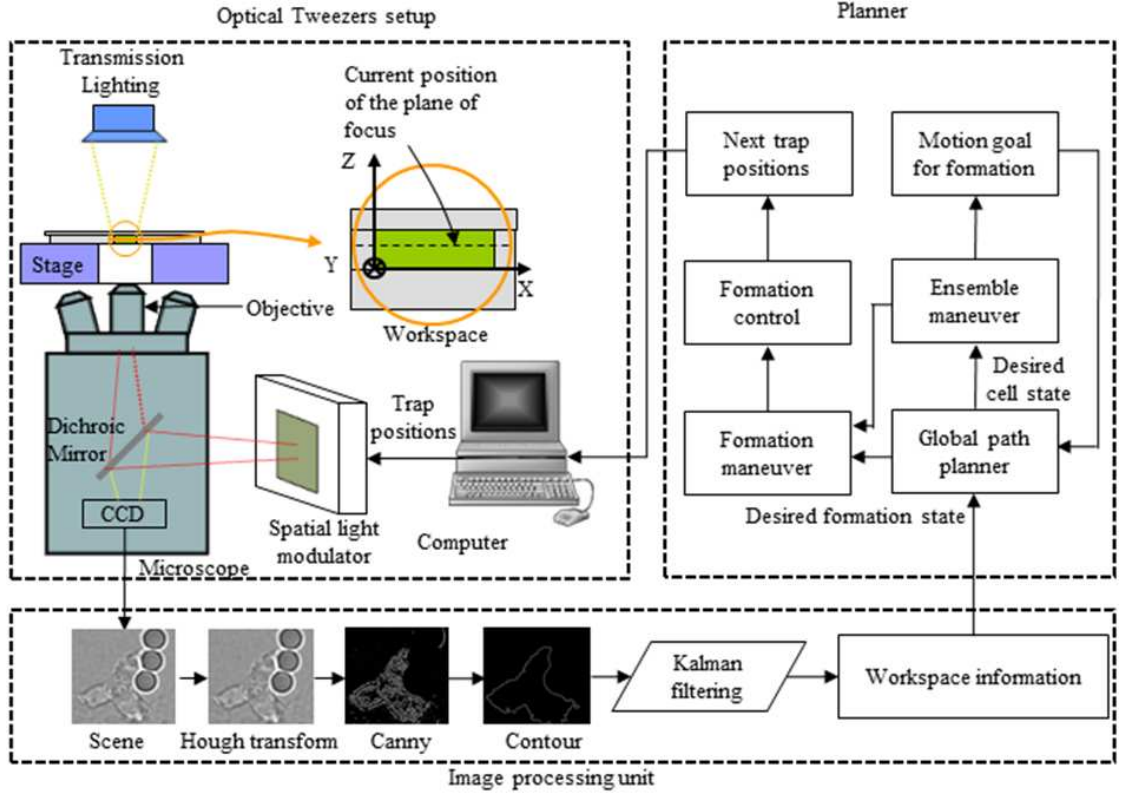 Optical Tweezers setup
Planner
Transmission
Lighting
Current position
of the plane of
focus
Z
Y
X
Workspace
Stage
Objective
Dichroic
Mirror
CCD
Microscope
Trap
positions
Spatial light
modulator
Computer
Next trap
positions
Motion goal
for formation
Formation
control
Ensemble
maneuver
Desired
cell state
Formation
maneuver
Global path
planner
Desired formation state
Scene
Hough transform
Canny
Contour
Kalman
filtering
Workspace information
Image processing unit